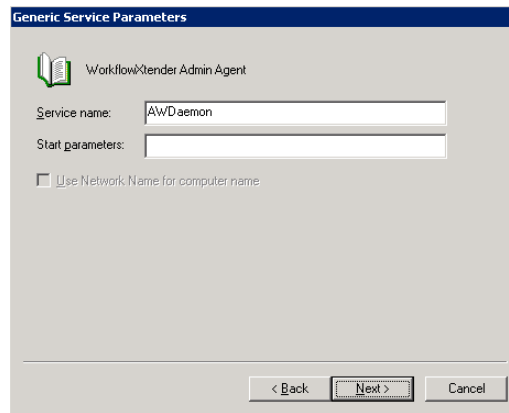 Generic Service Parameters
WorkflowXtender Admin Agent
Service name: AWDaemon
Start parameters:
Use Network Name for computer name
< Back Next > Cancel